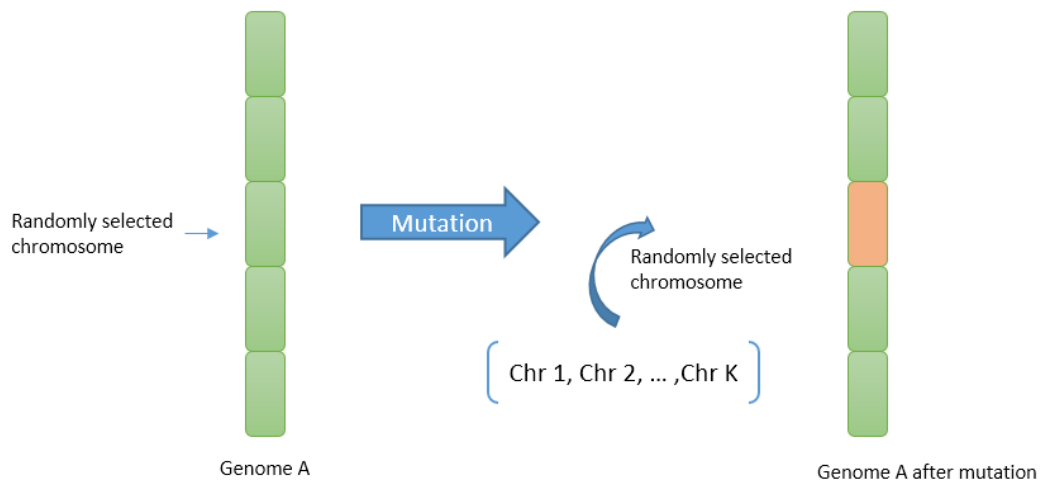 Randomly selected
chromosome
Mutation
Randomly selected
chromosome
Chr 1, Chr 2, ... ,Chr K
Genome A
Genome A after mutation